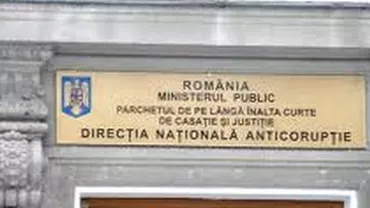 ROMÂNIA
MINISTERUL PUBLIC
PARCHETUL DE PE LÂNGĂ ÎNALTA CURTE
DE CASAȚIE ȘI JUSTIȚIE
DIRECȚIA NAȚIONALĂ ANTICORUPȚIE